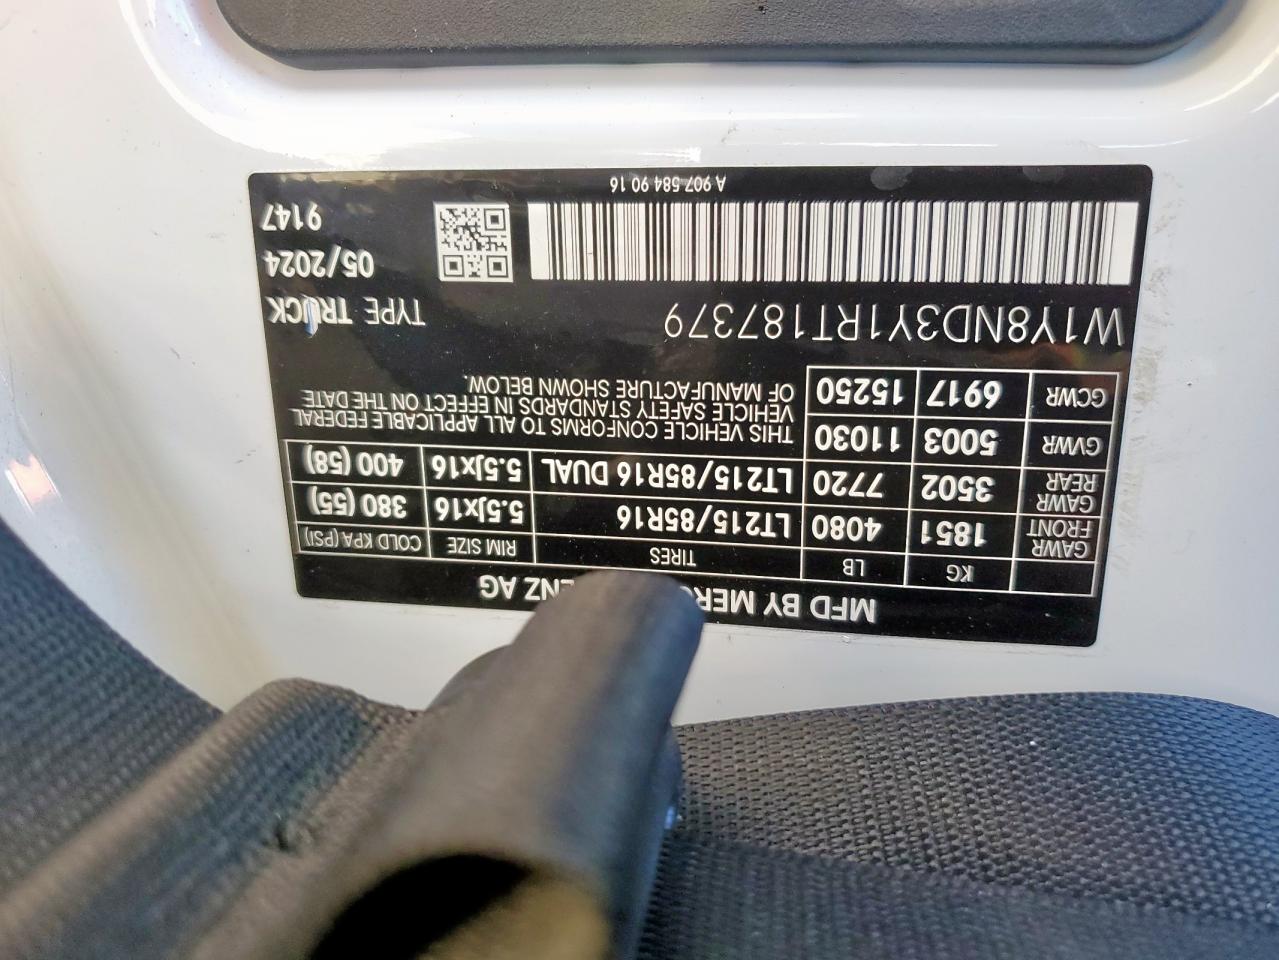 MFD BY MERC ENZ AG
KG LB TIRES RIM SIZE COLD KPA (PSI)
GAWR FRONT 1851 4080 LT215/85R16 5.5Jx16 380 (55)
GAWR REAR 3502 7720 LT215/85R16 DUAL 5.5Jx16 400 (58)
GVWR 5003 11030
GCWR 6917 15250
THIS VEHICLE CONFORMS TO ALL APPLICABLE FEDERAL
VEHICLE SAFETY STANDARDS IN EFFECT ON THE DATE
OF MANUFACTURE SHOWN BELOW.
W1Y8ND3Y1RT187379 TYPE TRUCK
05/2024
9147
A 907 584 90 16